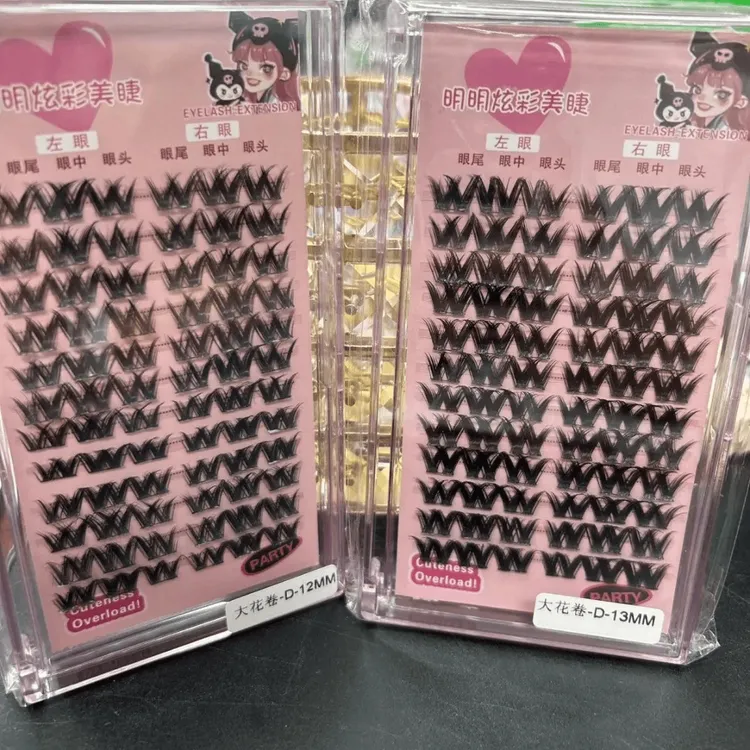 明明炫彩美睫
EYELASH·EXTENSION
左眼
右眼
眼尾 眼中 眼头
眼尾 眼中 眼头
PARTY
Cuteness
Overload!
大花卷-D-12MM
明明炫彩美睫
EYELASH·EXTENSION
左眼
右眼
眼尾 眼中 眼头
眼尾 眼中 眼头
Cuteness
Overload!
PARTY
大花卷-D-13MM